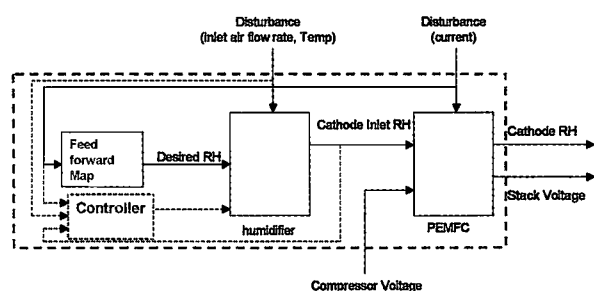 Disturbance
(inlet air flow rate, Temp)
Disturbance
(current)
Feed
forward
Map
Desired RH
Cathode Inlet RH
Cathode RH
Controller
Stack Voltage
humidifier
PEMFC
Compressor Voltage